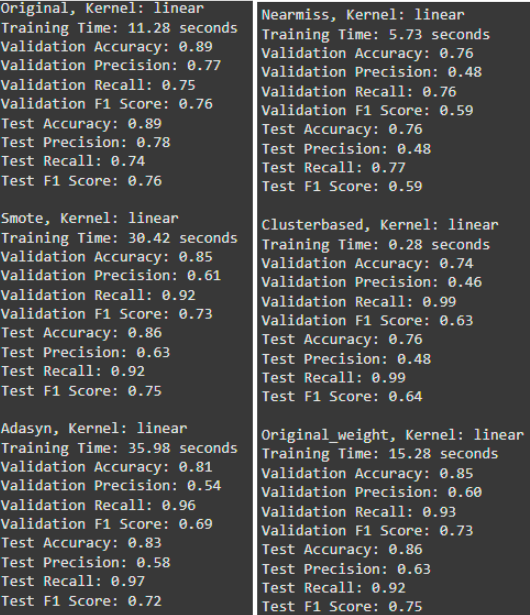 Original, Kernel: linear
Training Time: 11.28 seconds
Validation Accuracy: 0.89
Validation Precision: 0.77
Validation Recall: 0.75
Validation F1 Score: 0.76
Test Accuracy: 0.89
Test Precision: 0.78
Test Recall: 0.74
Test F1 Score: 0.76
Smote, Kernel: linear
Training Time: 30.42 seconds
Validation Accuracy: 0.85
Validation Precision: 0.61
Validation Recall: 0.92
Validation F1 Score: 0.73
Test Accuracy: 0.86
Test Precision: 0.63
Test Recall: 0.92
Test F1 Score: 0.75
Adasyn, Kernel: linear
Training Time: 35.98 seconds
Validation Accuracy: 0.81
Validation Precision: 0.54
Validation Recall: 0.96
Validation F1 Score: 0.69
Test Accuracy: 0.83
Test Precision: 0.58
Test Recall: 0.97
Test F1 Score: 0.72
Nearmiss, Kernel: linear
Training Time: 5.73 seconds
Validation Accuracy: 0.76
Validation Precision: 0.48
Validation Recall: 0.76
Validation F1 Score: 0.59
Test Accuracy: 0.76
Test Precision: 0.48
Test Recall: 0.77
Test F1 Score: 0.59
Clusterbased, Kernel: linear
Training Time: 0.28 seconds
Validation Accuracy: 0.74
Validation Precision: 0.46
Validation Recall: 0.99
Validation F1 Score: 0.63
Test Accuracy: 0.76
Test Precision: 0.48
Test Recall: 0.99
Test F1 Score: 0.64
Original_weight, Kernel: linear
Training Time: 15.28 seconds
Validation Accuracy: 0.85
Validation Precision: 0.60
Validation Recall: 0.93
Validation F1 Score: 0.73
Test Accuracy: 0.86
Test Precision: 0.63
Test Recall: 0.92
Test F1 Score: 0.75